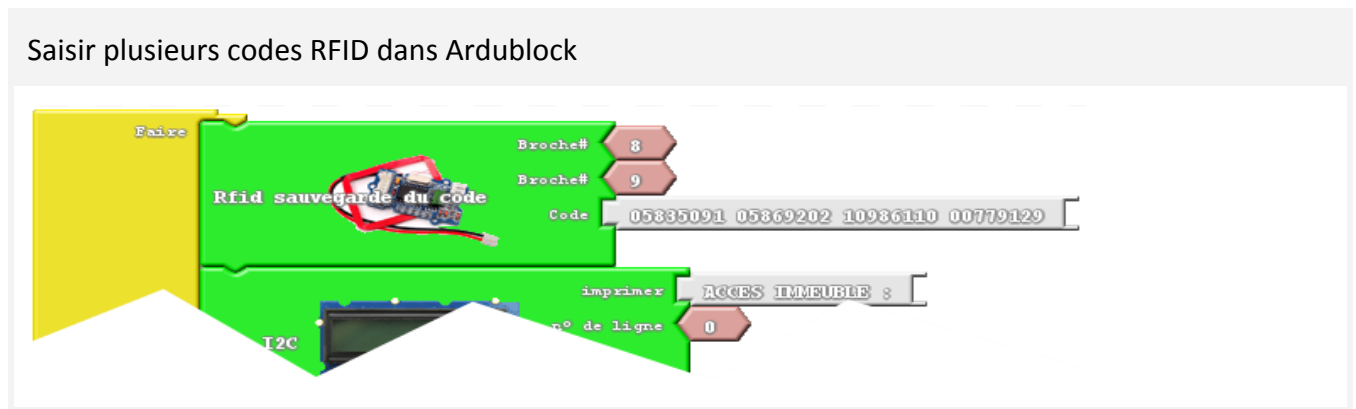 Saisir plusieurs codes RFID dans Ardublock
Faire
Broche# 8
Broche# 9
Rfid sauvegarde du code
Code 05835091 05869202 10986110 00779129
imprimer ACCES IMMEUBLE :
n° de ligne 0
I2C